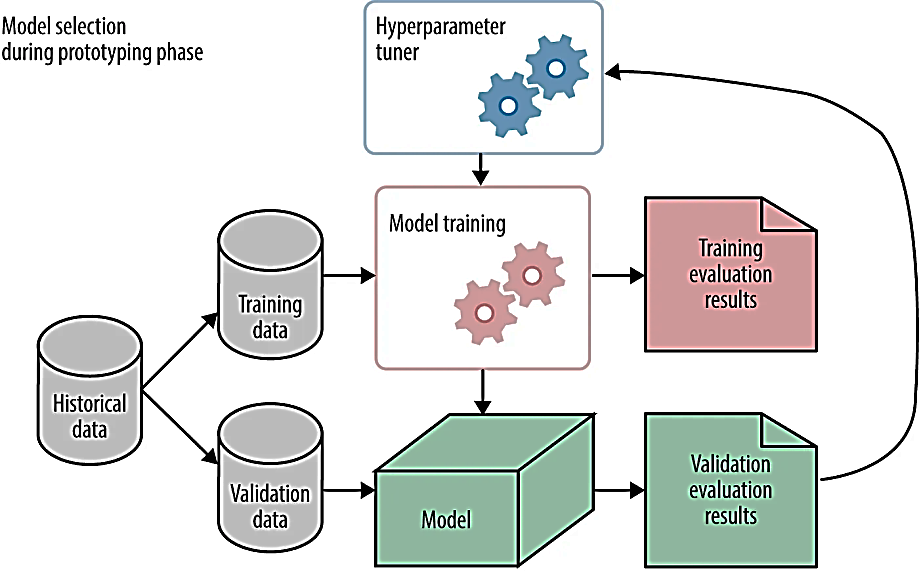 Model selection
during prototyping phase
Hyperparameter
tuner
Model training
Training
evaluation
results
Training
data
Historical
data
Validation
data
Model
Validation
evaluation
results